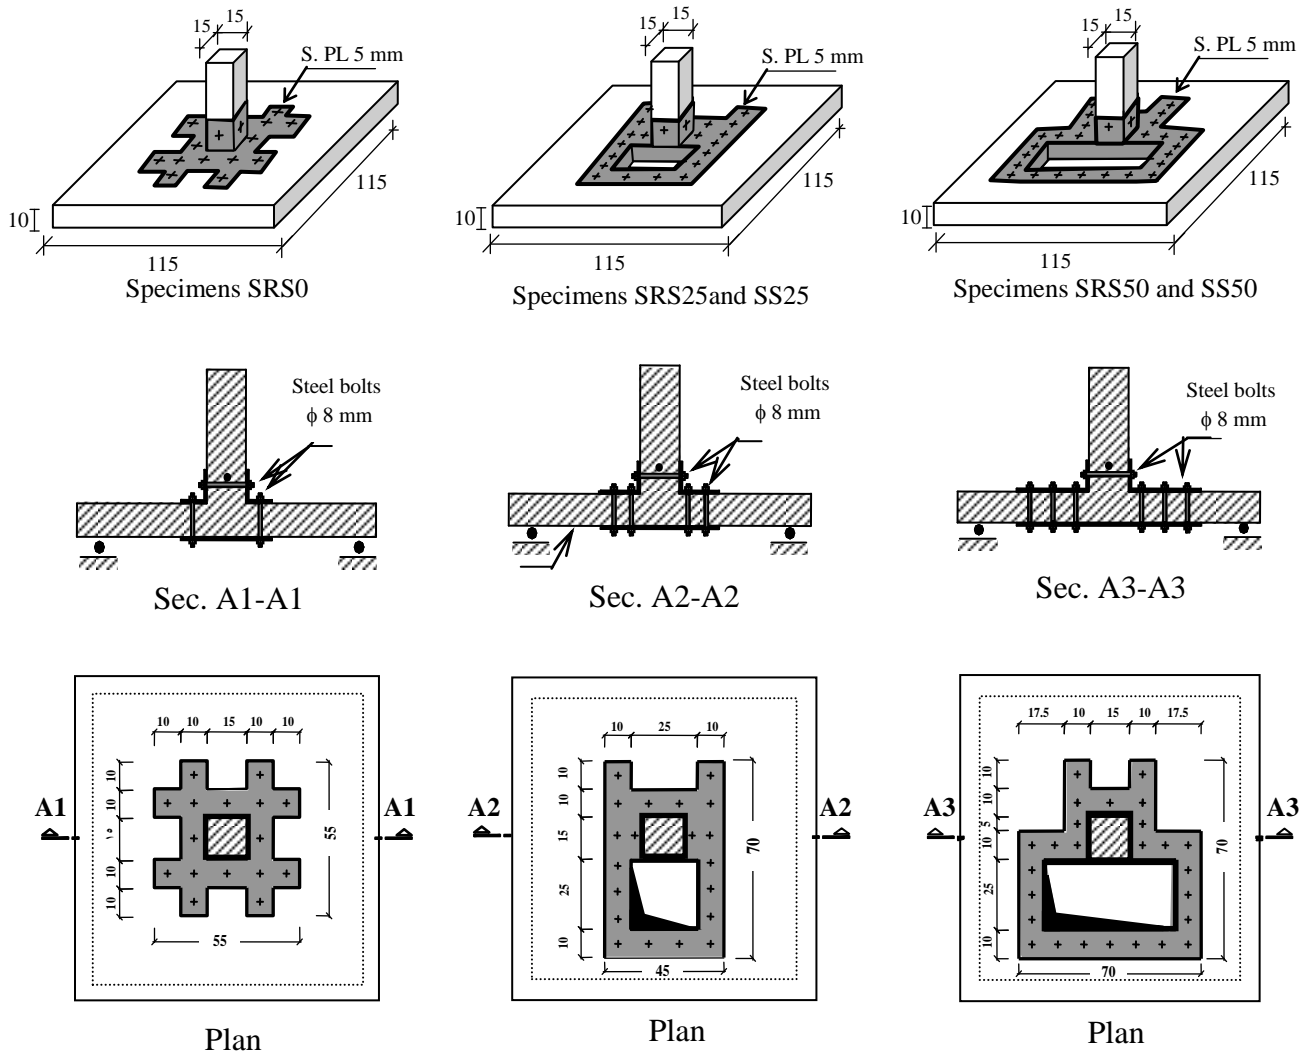 15 15
S. PL 5 mm
10
115
115
Specimens SRS0
15 15
S. PL 5 mm
10
115
115
Specimens SRS25and SS25
15 15
S. PL 5 mm
10
115
115
Specimens SRS50 and SS50
Steel bolts
ϕ 8 mm
Sec. A1-A1
Steel bolts
ϕ 8 mm
Sec. A2-A2
Steel bolts
ϕ 8 mm
Sec. A3-A3
10 10 15 10 10
10
10
10
10
55
55
A1 A1
Plan
10 25 10
10
10
15
25
10
70
45
A2 A2
Plan
17.5 10 15 10 17.5
10
10
5
10
25
10
70
70
A3 A3
Plan